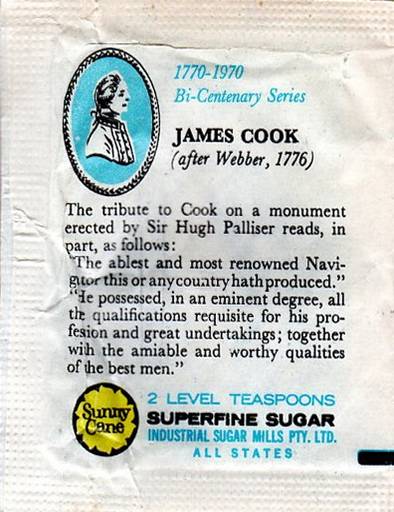 1770-1970
Bi-Centenary Series
JAMES COOK
(after Webber, 1776)
The tribute to Cook on a monument
erected by Sir Hugh Palliser reads, in
part, as follows:
"The ablest and most renowned Navi-
gator this or any country hath produced."
"He possessed, in an eminent degree, all
the qualifications requisite for his pro-
fession and great undertakings; together
with the amiable and worthy qualities
of the best men."
Sunny
Cane
2 LEVEL TEASPOONS
SUPERFINE SUGAR
INDUSTRIAL SUGAR MILLS PTY. LTD.
ALL STATES